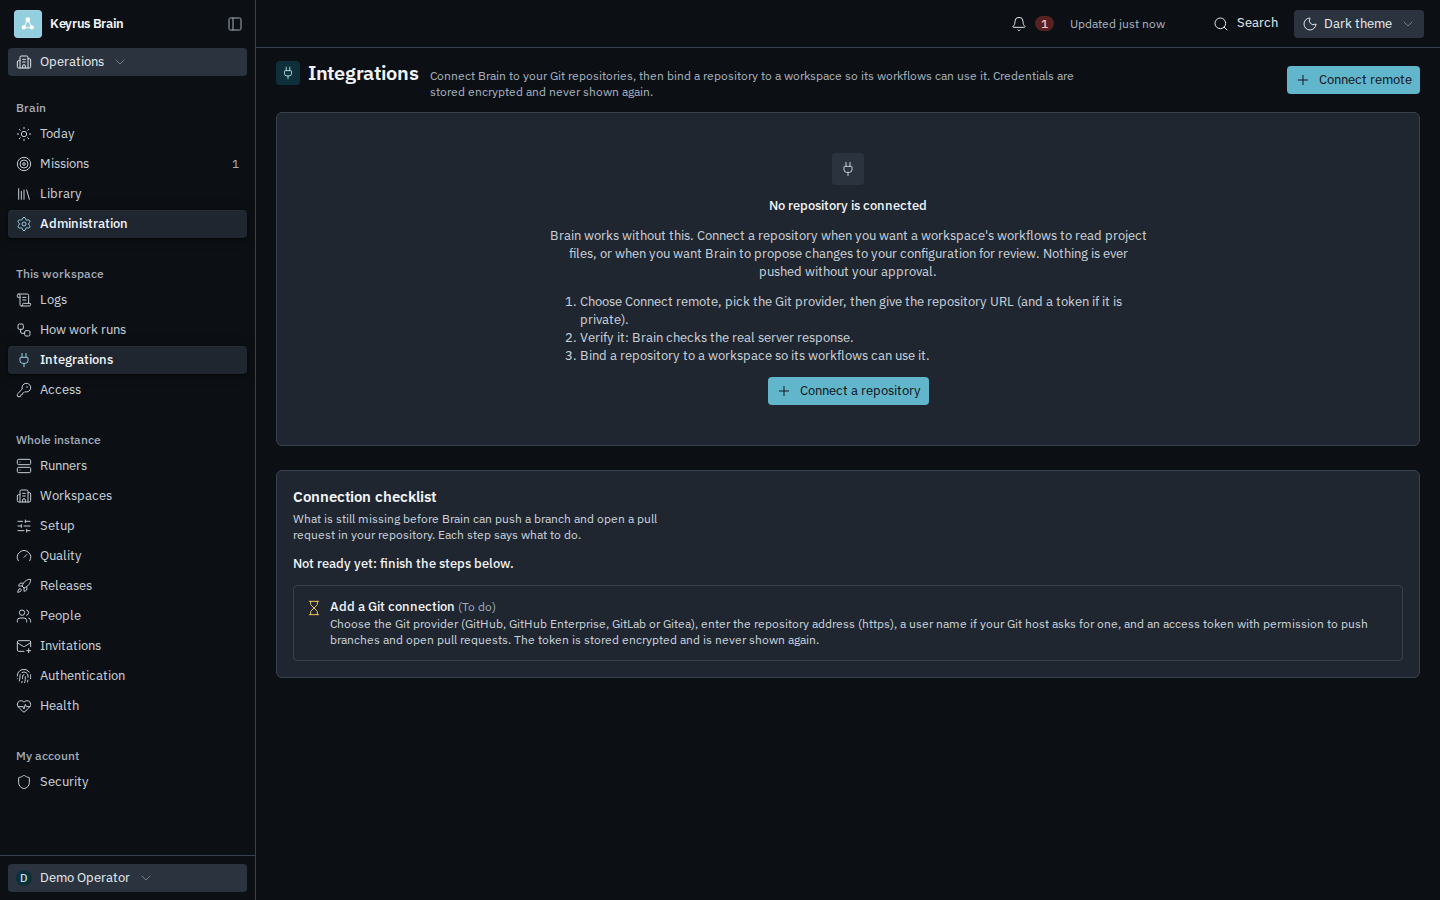 Keyrus Brain
Operations
Brain
Today
Missions 1
Library
Administration
This workspace
Logs
How work runs
Integrations
Access
Whole instance
Runners
Workspaces
Setup
Quality
Releases
People
Invitations
Authentication
Health
My account
Security
D Demo Operator
1 Updated just now Search Dark theme
Integrations
Connect Brain to your Git repositories, then bind a repository to a workspace so its workflows can use it. Credentials are
stored encrypted and never shown again.
Connect remote
No repository is connected
Brain works without this. Connect a repository when you want a workspace's workflows to read project
files, or when you want Brain to propose changes to your configuration for review. Nothing is ever
pushed without your approval.
1. Choose Connect remote, pick the Git provider, then give the repository URL (and a token if it is
private).
2. Verify it: Brain checks the real server response.
3. Bind a repository to a workspace so its workflows can use it.
Connect a repository
Connection checklist
What is still missing before Brain can push a branch and open a pull
request in your repository. Each step says what to do.
Not ready yet: finish the steps below.
Add a Git connection (To do)
Choose the Git provider (GitHub, GitHub Enterprise, GitLab or Gitea), enter the repository address (https), a user name if your Git host asks for one, and an access token with permission to push
branches and open pull requests. The token is stored encrypted and is never shown again.